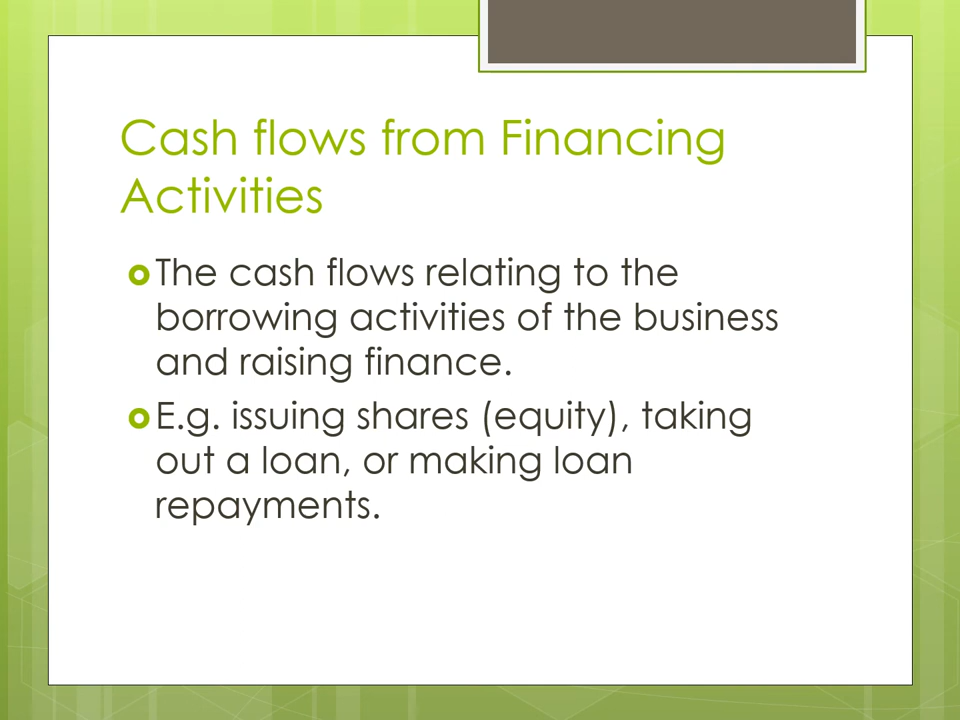 Cash flows from Financing
Activities
The cash flows relating to the
borrowing activities of the business
and raising finance.
E.g. issuing shares (equity), taking
out a loan, or making loan
repayments.